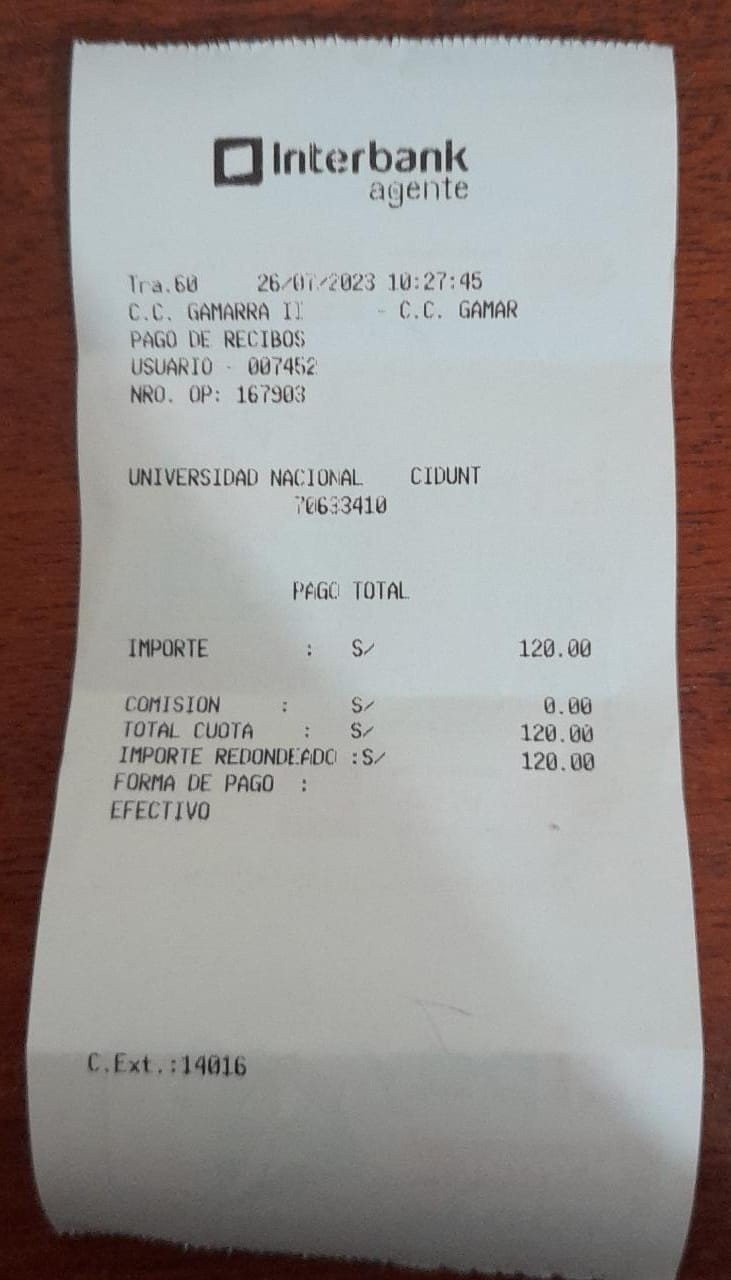 Interbank
agente
Tra.60 26/07/2023 10:27:45
C.C. GAMARRA II - C.C. GAMAR
PAGO DE RECIBOS
USUARIO - 007452
NRO. OP: 167903
UNIVERSIDAD NACIONAL CIDUNT
70633410
PAGO TOTAL
IMPORTE : S/ 120.00
COMISION : S/ 0.00
TOTAL CUOTA : S/ 120.00
IMPORTE REDONDEADO :S/ 120.00
FORMA DE PAGO :
EFECTIVO
C.Ext.:14016